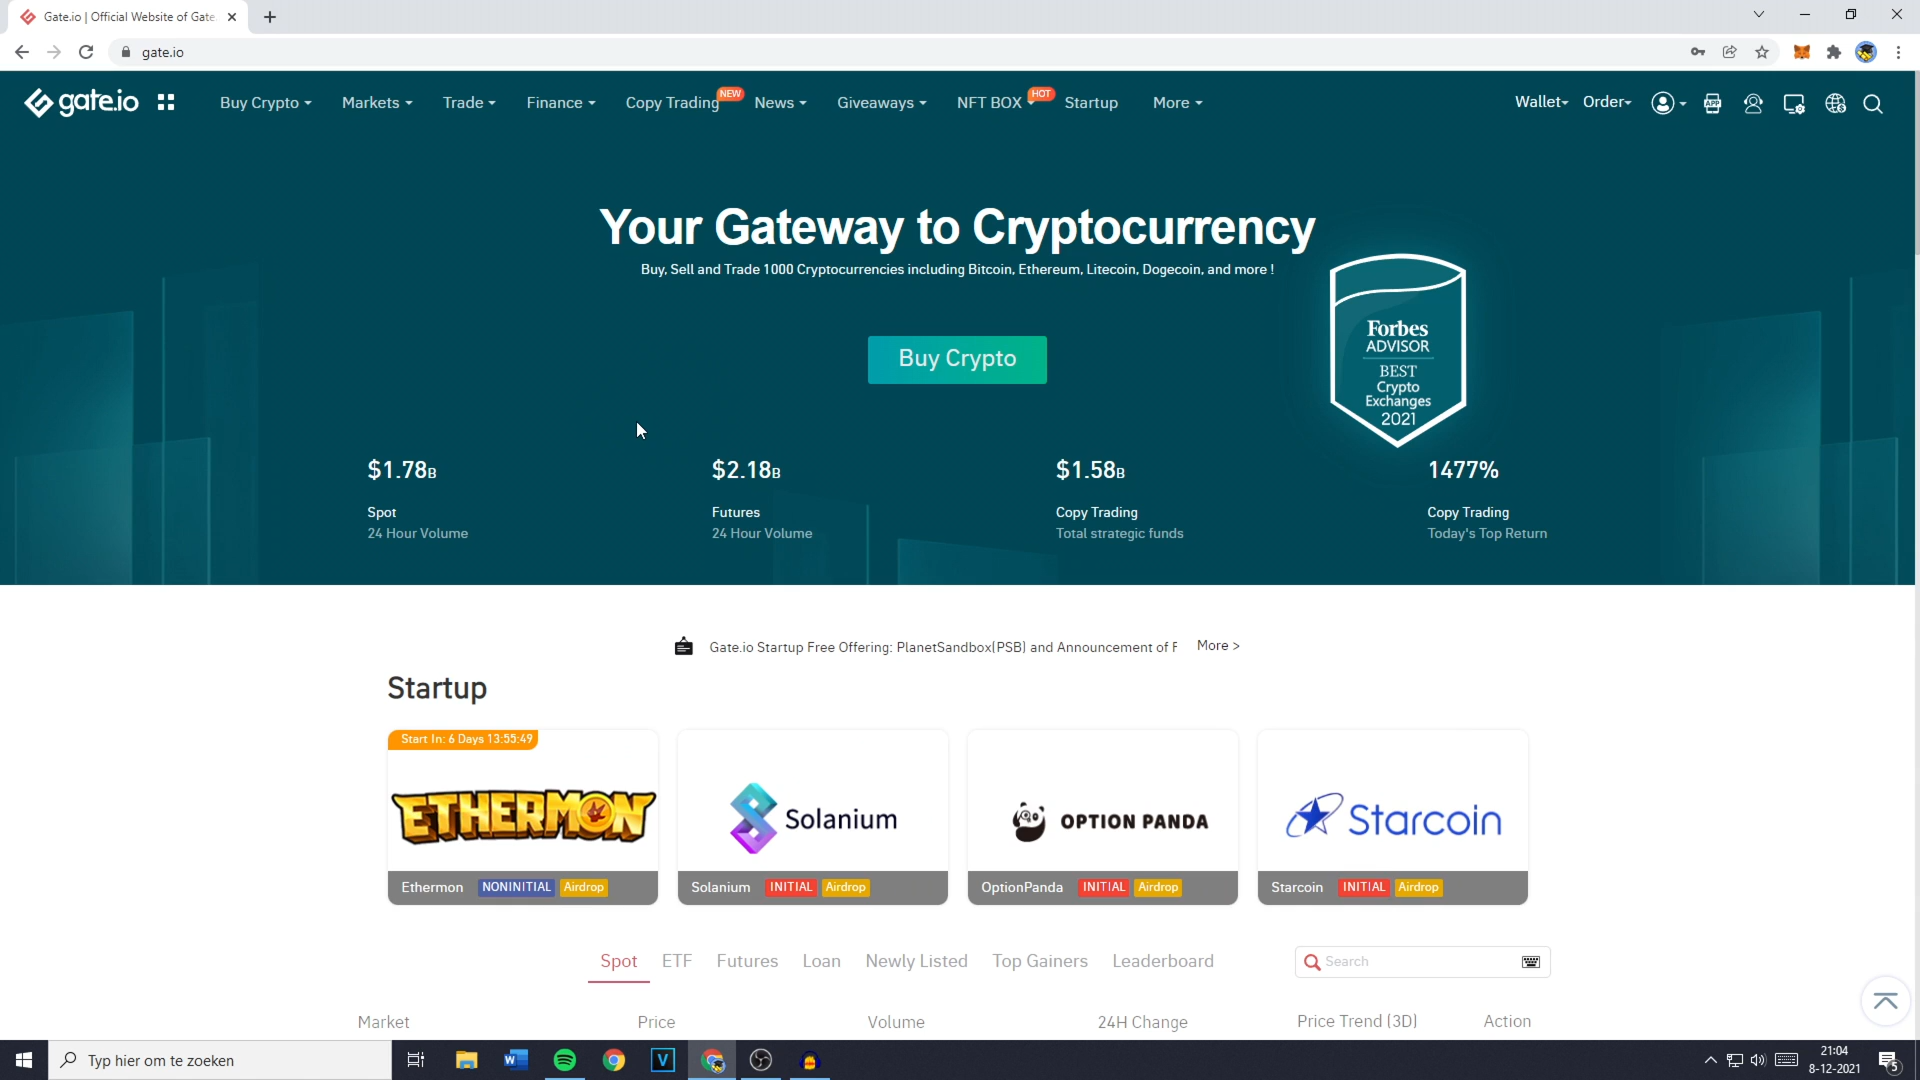 Gate.io | Official Website of Gate.
gate.io
gate.io
Buy Crypto
Markets
Trade
Finance
Copy Trading
NEW
News
Giveaways
NFT BOX
HOT
Startup
More
Wallet
Order
APP
Your Gateway to Cryptocurrency
Buy, Sell and Trade 1000 Cryptocurrencies including Bitcoin, Ethereum, Litecoin, Dogecoin, and more !
Buy Crypto
Forbes
ADVISOR
BEST
Crypto
Exchanges
2021
$1.78B
$2.18B
$1.58B
1477%
Spot
Futures
Copy Trading
Copy Trading
24 Hour Volume
24 Hour Volume
Total strategic funds
Today's Top Return
Gate.io Startup Free Offering: PlanetSandbox(PSB) and Announcement of F
More >
Startup
Start In: 6 Days 13:55:49
ETHERMON
Solanium
OPTION PANDA
Starcoin
Ethermon NONINITIAL Airdrop
Solanium INITIAL Airdrop
OptionPanda INITIAL Airdrop
Starcoin INITIAL Airdrop
Spot
ETF
Futures
Loan
Newly Listed
Top Gainers
Leaderboard
Search
Market
Price
Volume
24H Change
Price Trend (3D)
Action
Typ hier om te zoeken
21:04
8-12-2021
5